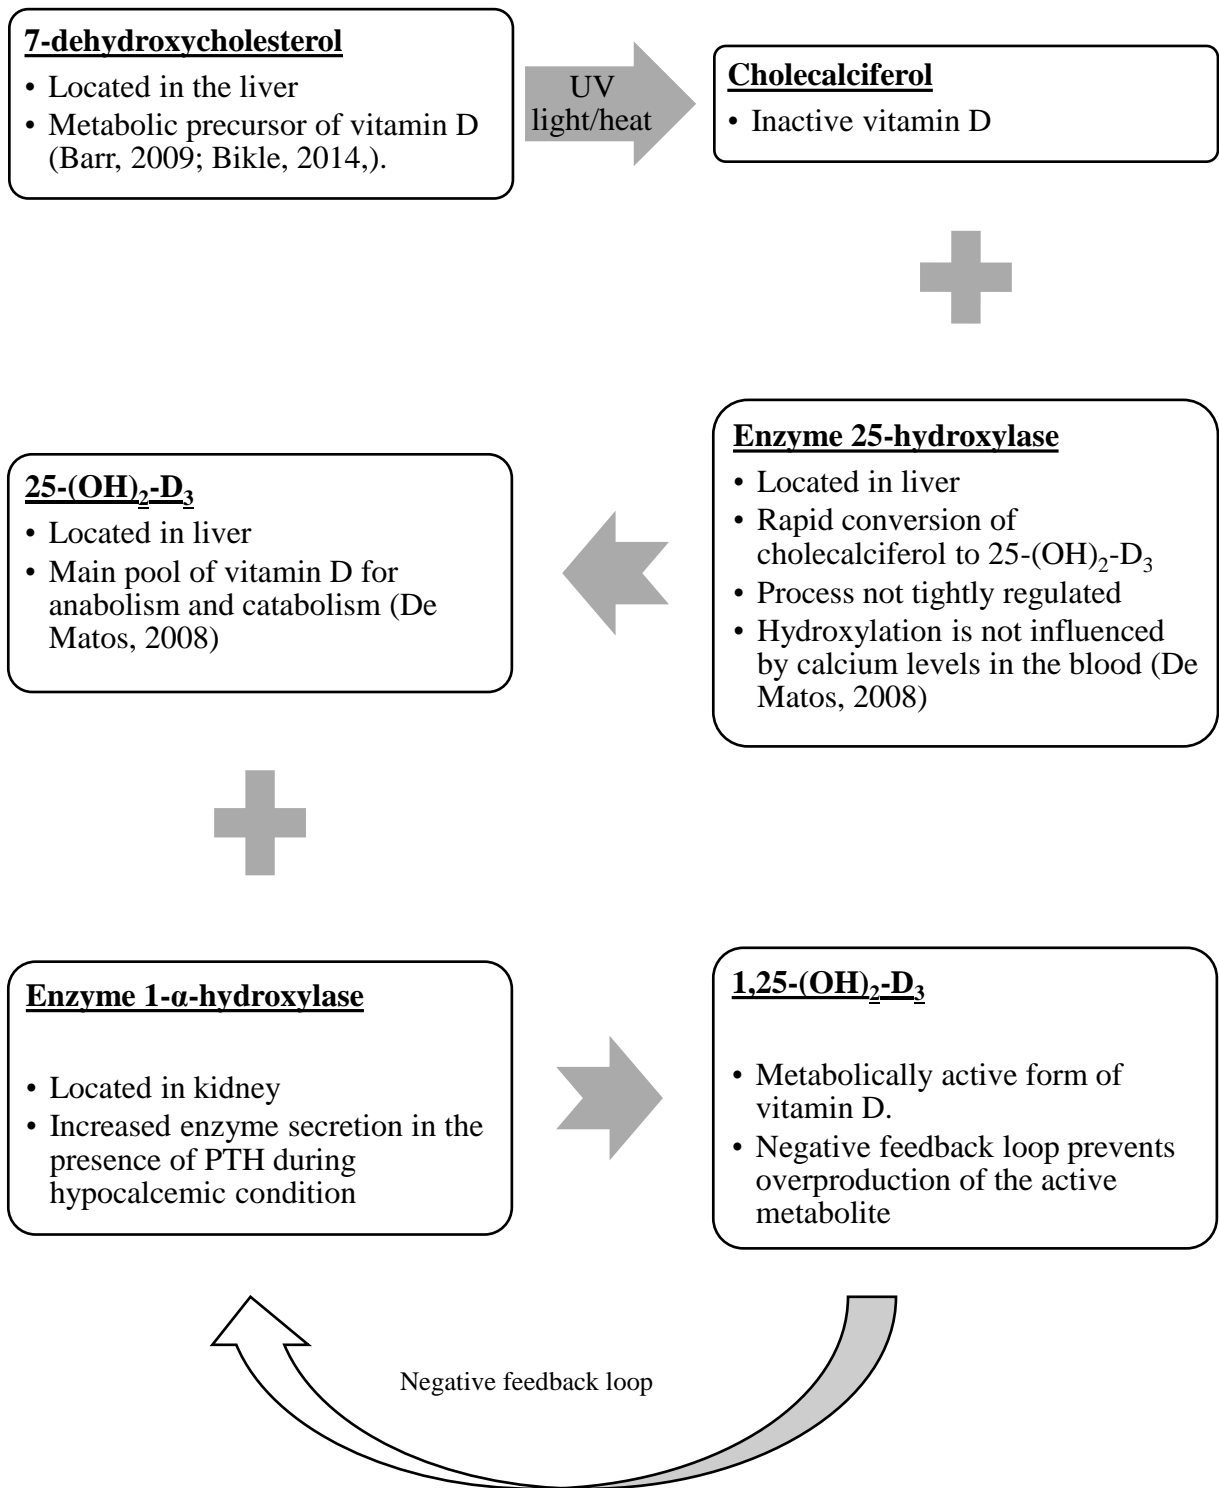 7-dehydroxycholesterol
• Located in the liver
• Metabolic precursor of vitamin D
(Barr, 2009; Bikle, 2014,).
UV
light/heat
Cholecalciferol
• Inactive vitamin D
Enzyme 25-hydroxylase
• Located in liver
• Rapid conversion of
cholecalciferol to 25-(OH)₂-D₃
• Process not tightly regulated
• Hydroxylation is not influenced
by calcium levels in the blood (De
Matos, 2008)
25-(OH)₂-D₃
• Located in liver
• Main pool of vitamin D for
anabolism and catabolism (De
Matos, 2008)
Enzyme 1-α-hydroxylase
• Located in kidney
• Increased enzyme secretion in the
presence of PTH during
hypocalcemic condition
1,25-(OH)₂-D₃
• Metabolically active form of
vitamin D.
• Negative feedback loop prevents
overproduction of the active
metabolite
Negative feedback loop